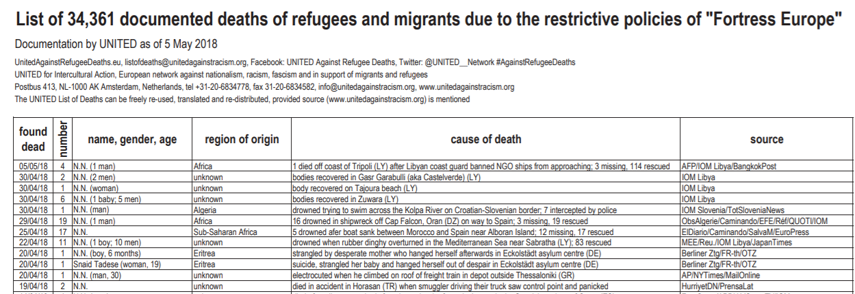 List of 34,361 documented deaths of refugees and migrants due to the restrictive policies of "Fortress Europe"
Documentation by UNITED as of 5 May 2018
UnitedAgainstRefugeeDeaths.eu, listofdeaths@unitedagainstracism.org, Facebook: UNITED Against Refugee Deaths, Twitter: @UNITED__Network #AgainstRefugeeDeaths
UNITED for Intercultural Action, European network against nationalism, racism, fascism and in support of migrants and refugees
Postbus 413, NL-1000 AK Amsterdam, Netherlands, tel +31-20-6834778, fax 31-20-6834582, info@unitedagainstracism.org, www.unitedagainstracism.org
The UNITED List of Deaths can be freely re-used, translated and re-distributed, provided source (www.unitedagainstracism.org) is mentioned
found dead number name, gender, age region of origin cause of death source
05/05/18 4 N.N. (1 man) Africa 1 died off coast of Tripoli (LY) after Libyan coast guard banned NGO ships from approaching; 3 missing, 114 rescued AFP/IOM Libya/BangkokPost
30/04/18 2 N.N. (2 men) unknown bodies recovered in Gasr Garabulli (aka Castelverde) (LY) IOM Libya
30/04/18 1 N.N. (woman) unknown body recovered on Tajoura beach (LY) IOM Libya
30/04/18 6 N.N. (1 baby; 5 men) unknown bodies recovered in Zuwara (LY) IOM Libya
30/04/18 1 N.N. (man) Algeria drowned trying to swim across the Kolpa River on Croatian-Slovenian border; 7 intercepted by police IOM Slovenia/TotSloveniaNews
29/04/18 19 N.N. (1 man) Africa 16 drowned in shipwreck off Cap Falcon, Oran (DZ) on way to Spain; 3 missing, 19 rescued ObsAlgerie/Caminando/EFE/Réf/QUOTI/IOM
25/04/18 17 N.N. Sub-Saharan Africa 5 drowned afer boat sank between Morocco and Spain near Alboran Island; 12 missing, 17 rescued ElDiario/Caminando/SalvaM/EuroPress
22/04/18 11 N.N. (1 boy; 10 men) unknown drowned when rubber dinghy overturned in the Mediterranean Sea near Sabratha (LY); 83 rescued MEE/Reu./IOM Libya/JapanTimes
20/04/18 1 N.N. (boy, 6 months) Eritrea strangled by desperate mother who hanged herself afterwards in Eckolstädt asylum centre (DE) Berliner Ztg/FR-th/OTZ
20/04/18 1 Snaid Tadese (woman, 19) Eritrea suicide, strangled her baby and hanged herself out of despair in Eckolstädt asylum centre (DE) Berliner Ztg/FR-th/OTZ
20/04/18 1 N.N. (man, 30) unknown electrocuted when he climbed on roof of freight train in depot outside Thessaloniki (GR) AP/NYTimes/MailOnline
19/04/18 2 N.N. unknown died in accident in Horasan (TR) when smuggler driving their truck saw control point and panicked HurriyetDN/PrensaLat